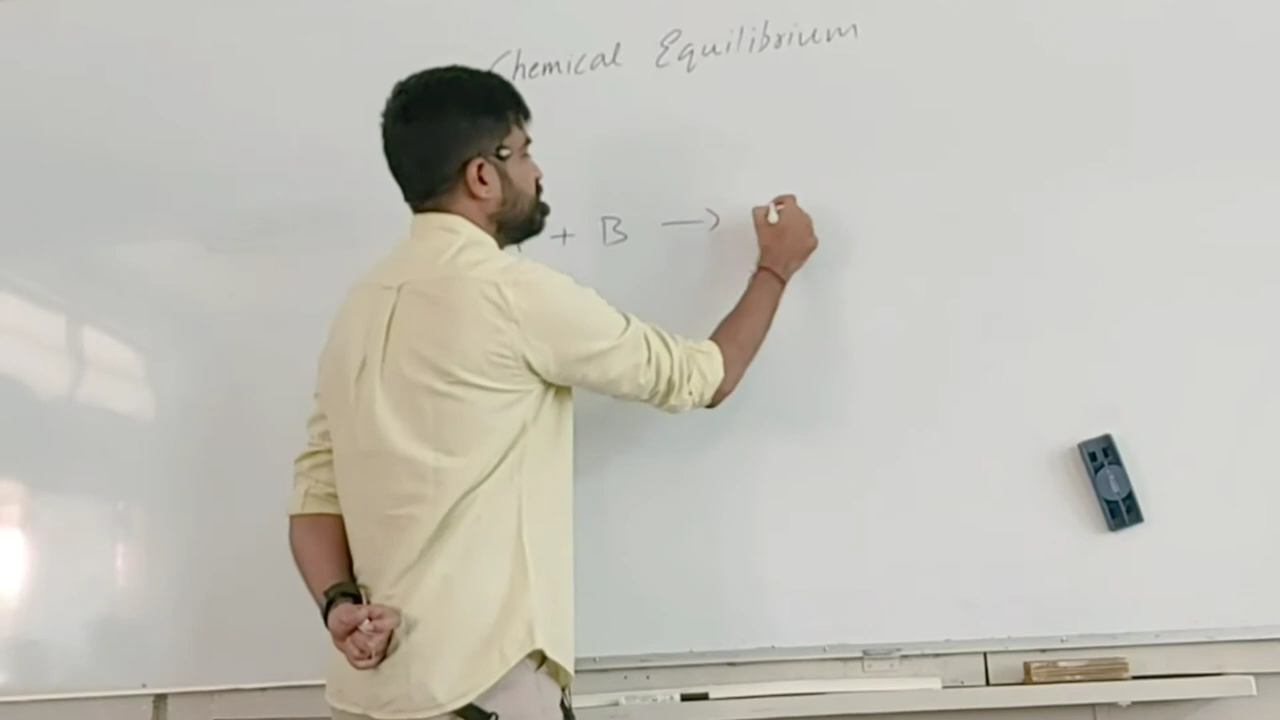 Chemical Equilibrium
+ B →